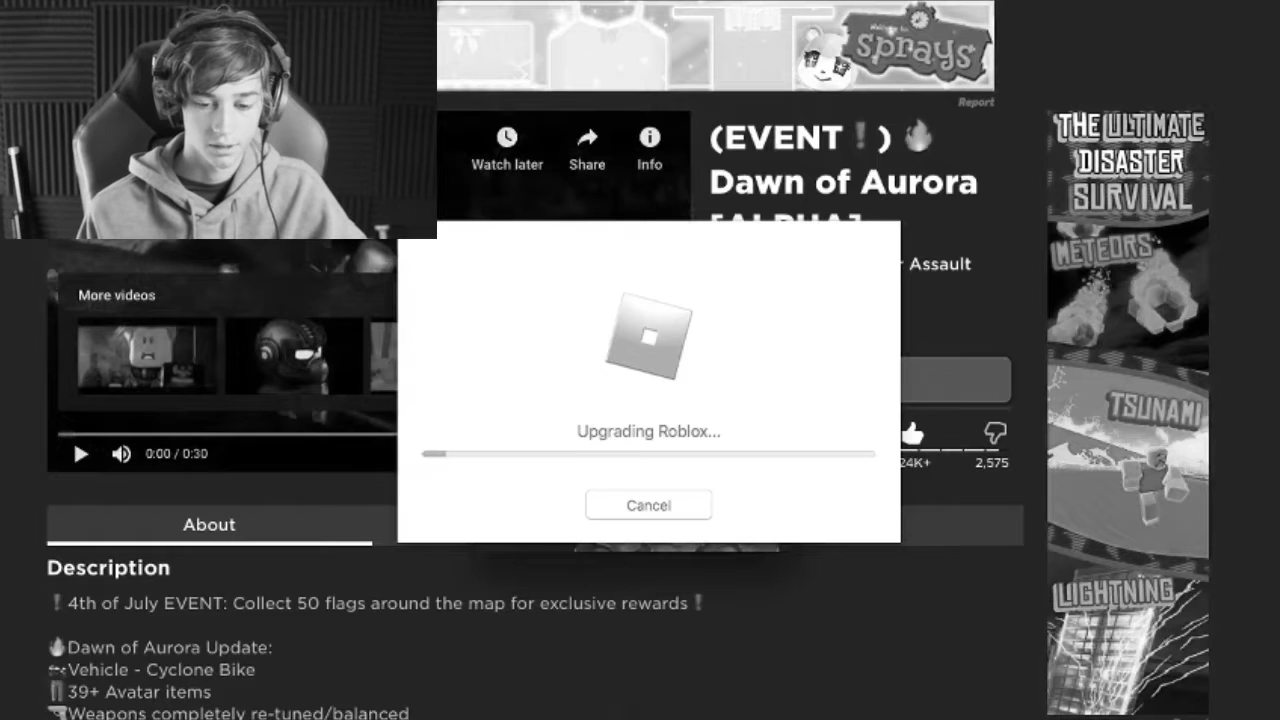 Welcome to
sprays
Report
Watch later
Share
Info
(EVENT❗) 🔥
Dawn of Aurora
[ALPHA]
r Assault
THE ULTIMATE
DISASTER
SURVIVAL
METEORS
More videos
Upgrading Roblox...
TSUNAMI
0:00 / 0:30
24K+
2,575
Cancel
About
Description
LIGHTNING
❗4th of July EVENT: Collect 50 flags around the map for exclusive rewards❗
🔥Dawn of Aurora Update:
🏍Vehicle - Cyclone Bike
👖39+ Avatar items
🔫Weapons completely re-tuned/balanced